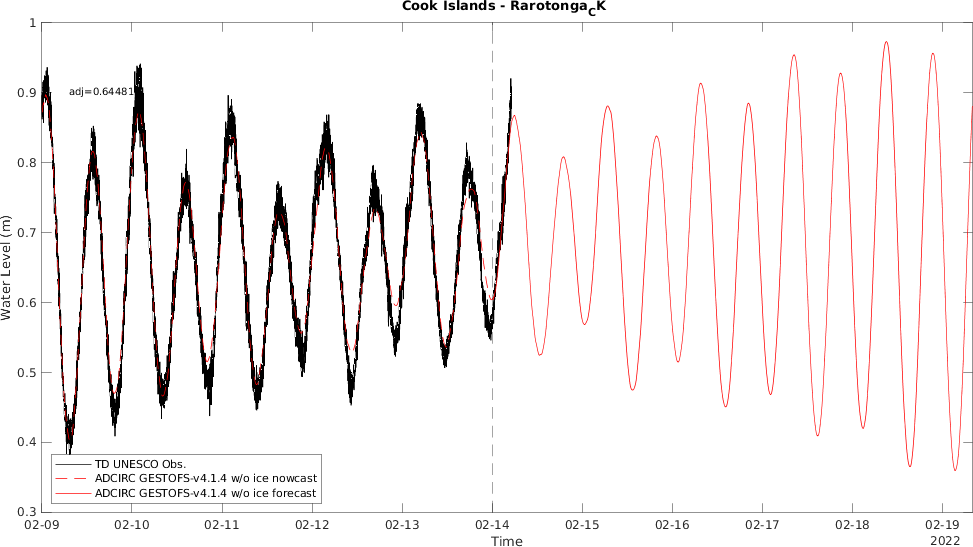 Cook Islands - Rarotonga_CK
1
0.9
0.8
0.7
0.6
0.5
0.4
0.3
Water Level (m)
adj=0.64481
TD UNESCO Obs.
ADCIRC GESTOFS-v4.1.4 w/o ice nowcast
ADCIRC GESTOFS-v4.1.4 w/o ice forecast
02-09 02-10 02-11 02-12 02-13 02-14 02-15 02-16 02-17 02-18 02-19
Time
2022